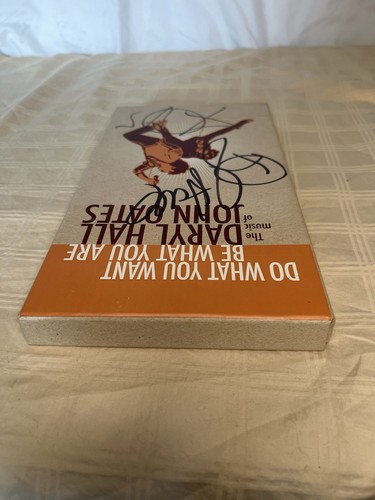 DO WHAT YOU WANT
BE WHAT YOU ARE
The
music
of
DARYL HALL
JOHN OATES